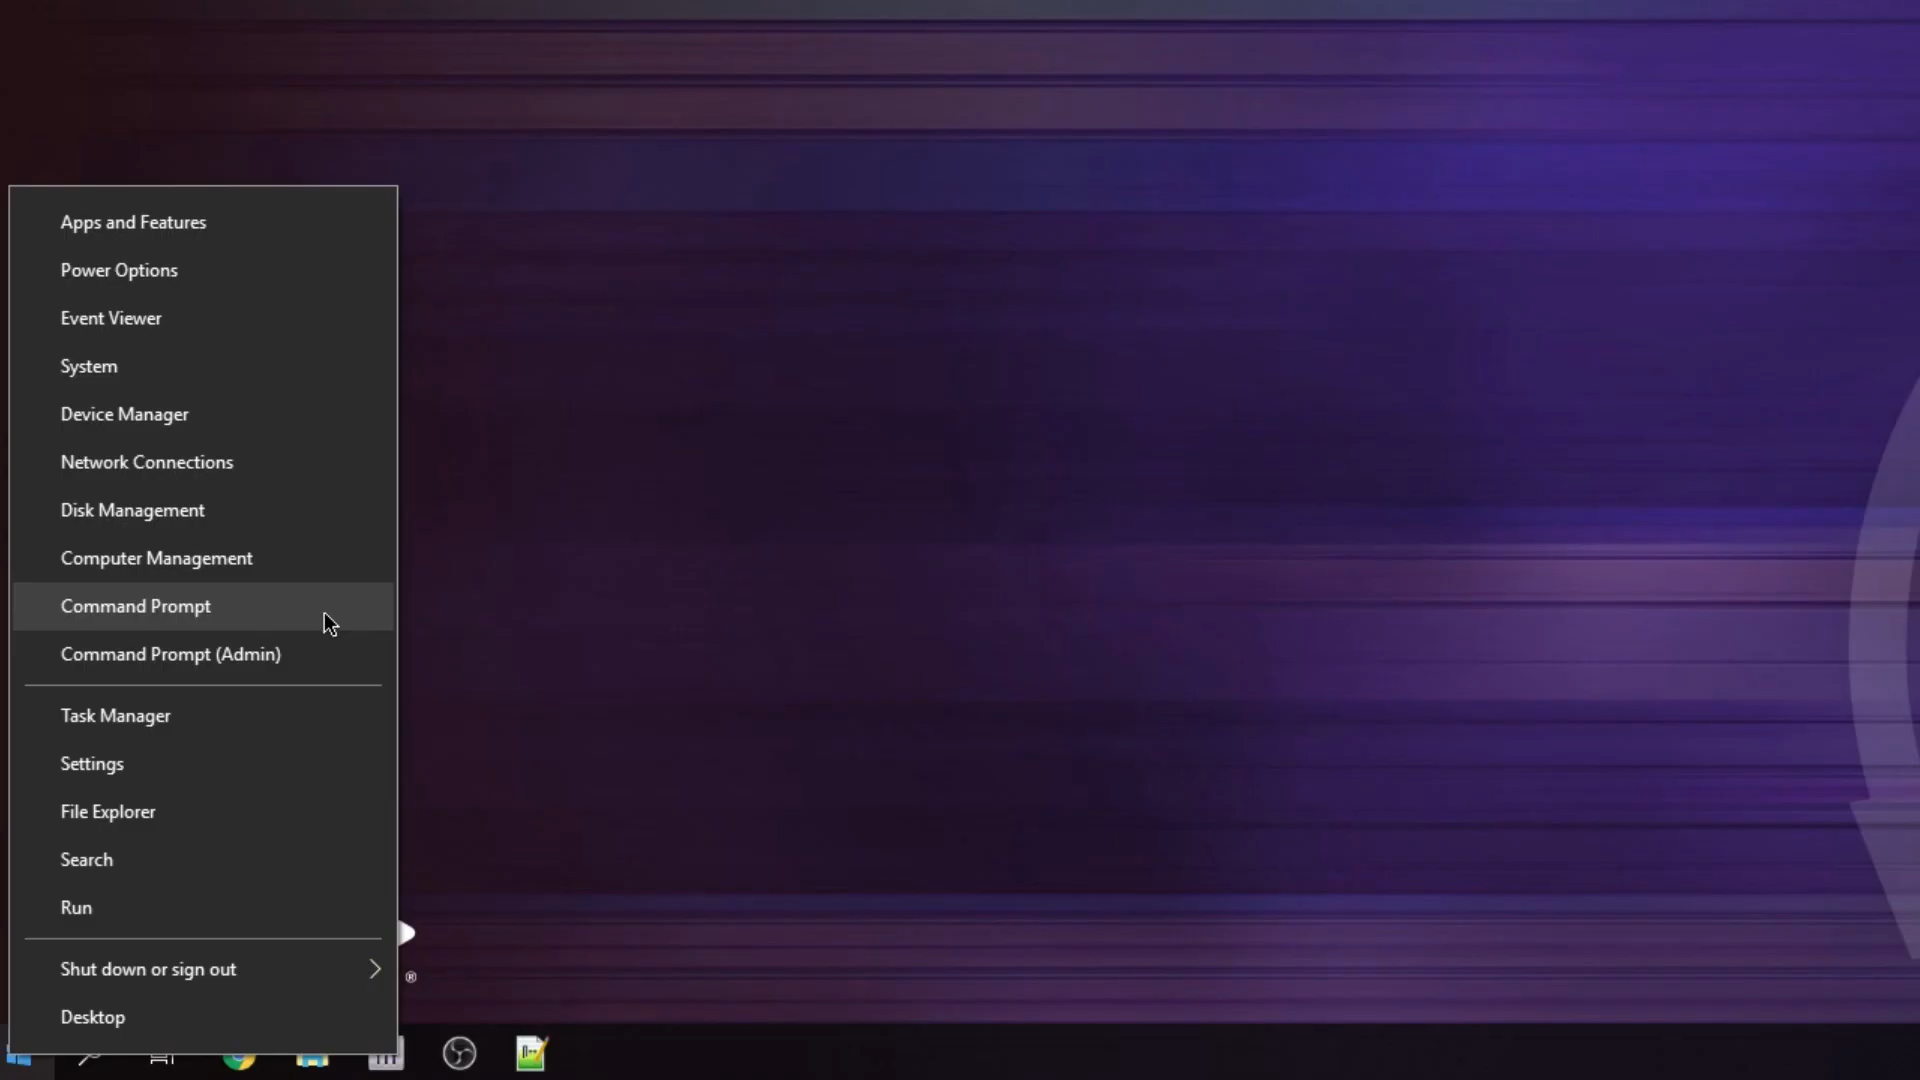 Apps and Features
Power Options
Event Viewer
System
Device Manager
Network Connections
Disk Management
Computer Management
Command Prompt
Command Prompt (Admin)
Task Manager
Settings
File Explorer
Search
Run
Shut down or sign out
®
Desktop